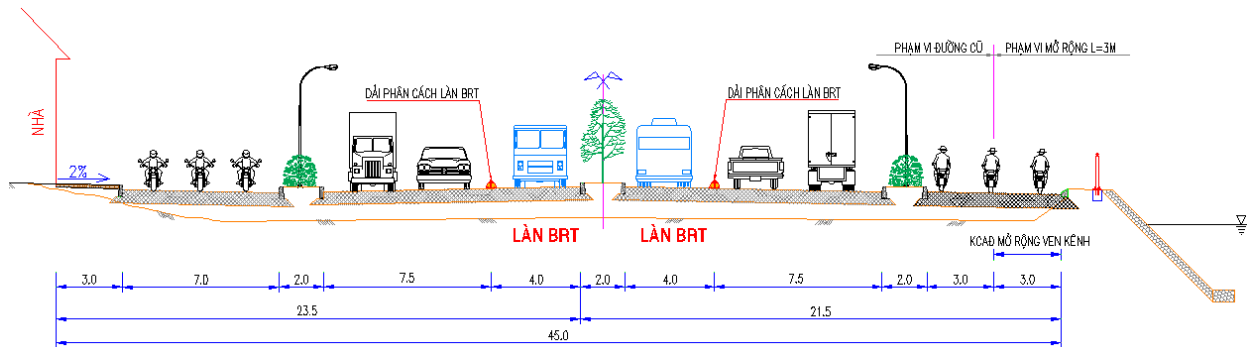 PHẠM VI ĐƯỜNG CŨ
PHẠM VI MỞ RỘNG L=3M
DẢI PHÂN CÁCH LÀN BRT
DẢI PHÂN CÁCH LÀN BRT
NHÀ
2%
LÀN BRT
LÀN BRT
KCAĐ MỞ RỘNG VEN KÊNH
3.0
7.0
2.0
7.5
4.0
2.0
4.0
7.5
2.0
3.0
3.0
23.5
21.5
45.0